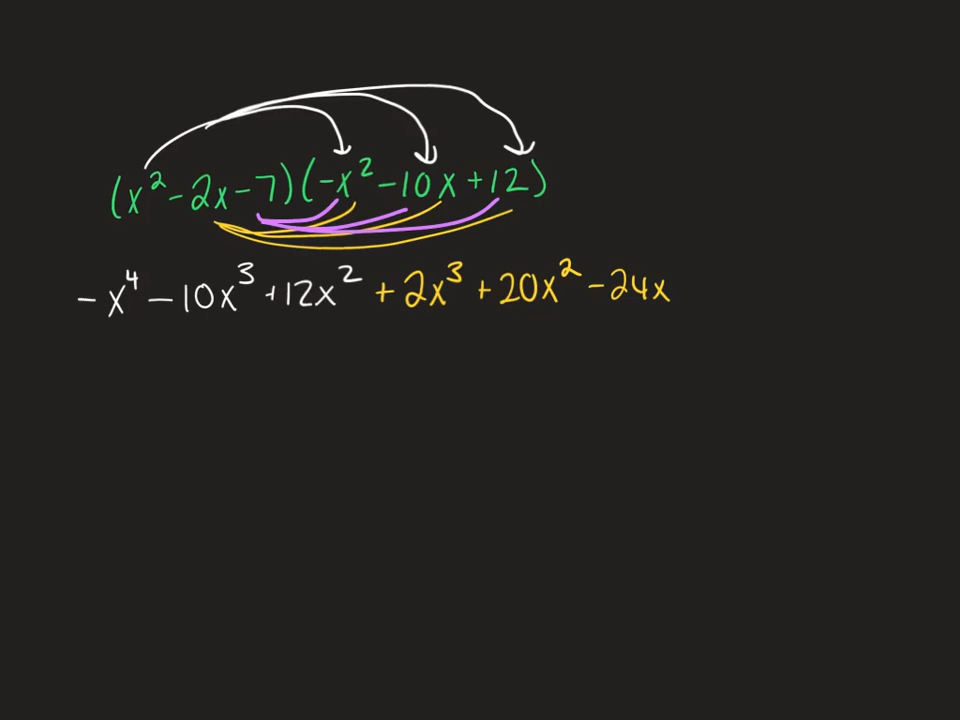 (x² - 2x - 7)(-x² - 10x + 12)
-x⁴ - 10x³ + 12x² + 2x³ + 20x² - 24x